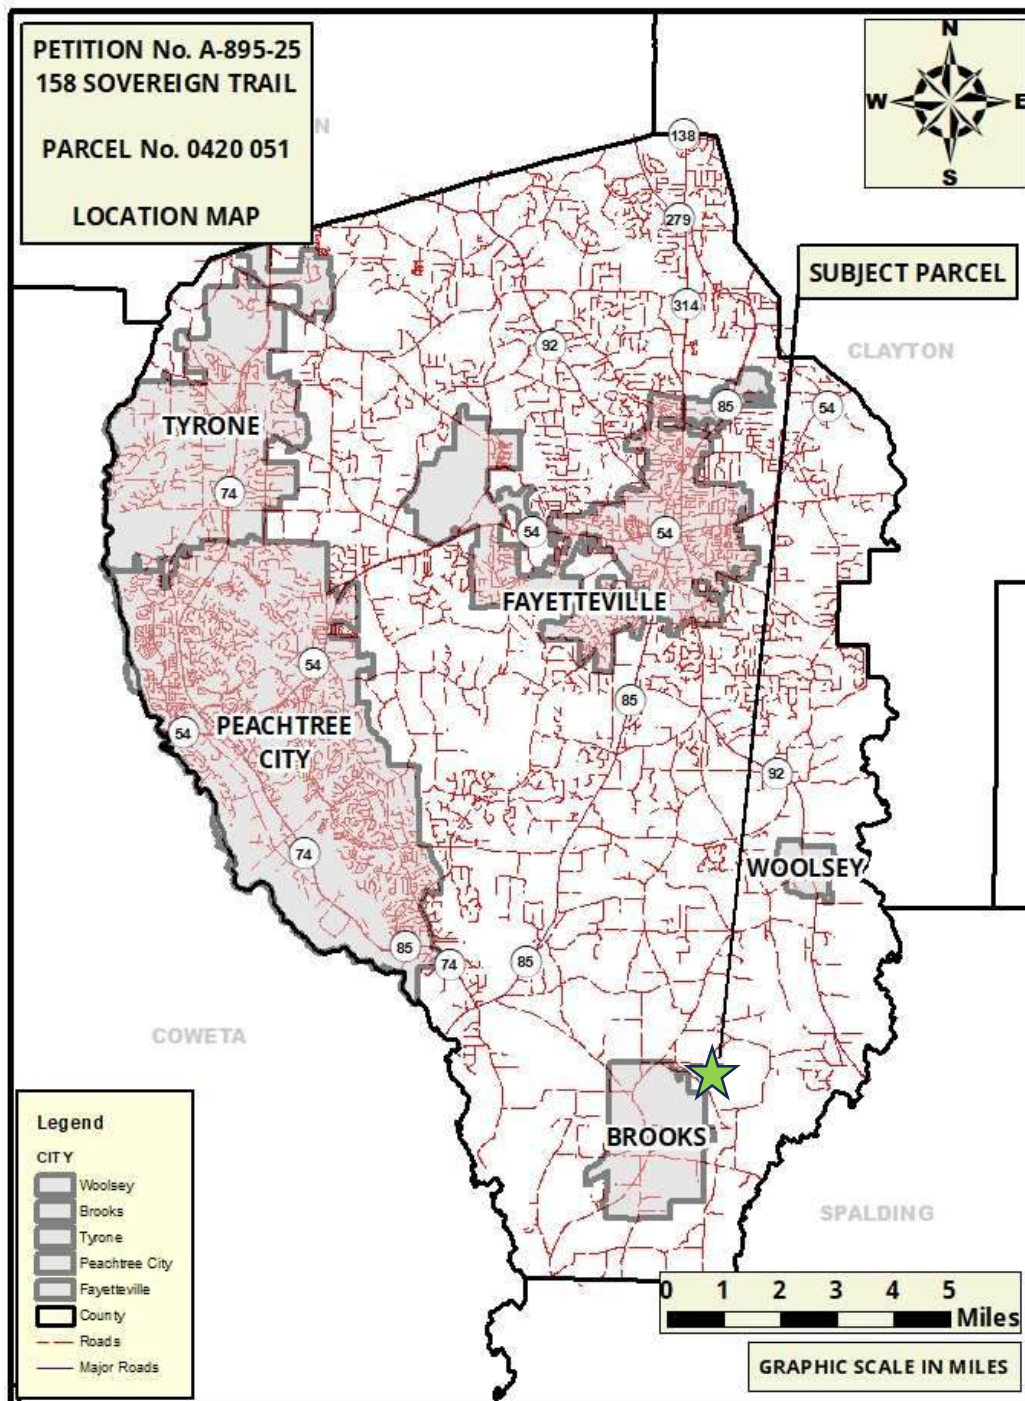 PETITION No. A-895-25
158 SOVEREIGN TRAIL
PARCEL No. 0420 051
LOCATION MAP
N
N
W
E
S
138
279
SUBJECT PARCEL
314
92
CLAYTON
85
54
TYRONE
74
54
54
FAYETTEVILLE
54
85
54
PEACHTREE
CITY
92
74
WOOLSEY
85
74
85
COWETA
BROOKS
SPALDING
Legend
CITY
Woolsey
Brooks
Tyrone
Peachtree City
Fayetteville
County
Roads
Major Roads
0 1 2 3 4 5
Miles
GRAPHIC SCALE IN MILES